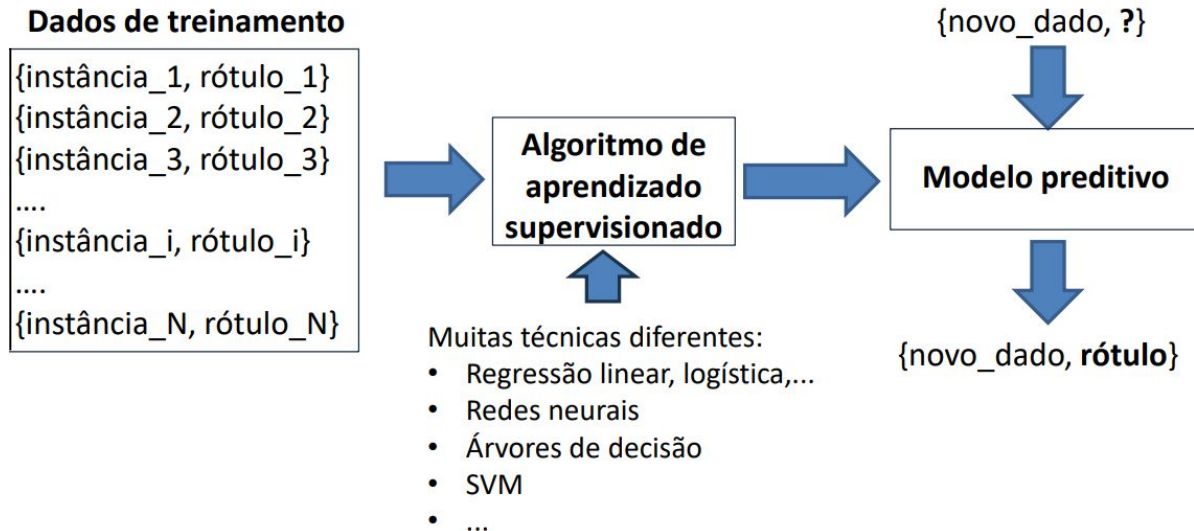 Dados de treinamento
{instância_1, rótulo_1}
{instância_2, rótulo_2}
{instância_3, rótulo_3}
....
{instância_i, rótulo_i}
....
{instância_N, rótulo_N}
Algoritmo de
aprendizado
supervisionado
Muitas técnicas diferentes:
• Regressão linear, logística,...
• Redes neurais
• Árvores de decisão
• SVM
• ...
{novo_dado, ?}
Modelo preditivo
{novo_dado, rótulo}